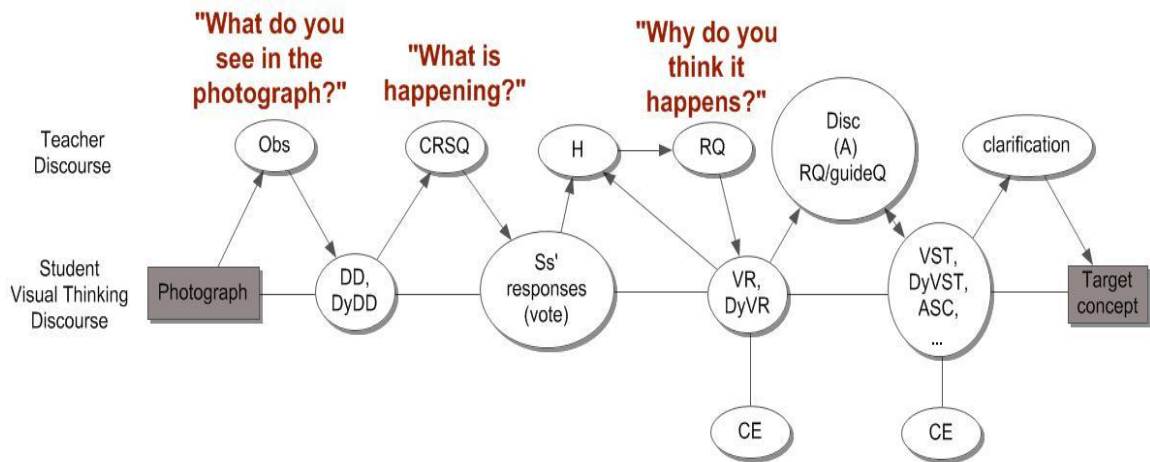 "What do you
see in the
photograph?"
"What is
happening?"
"Why do you
think it
happens?"
Teacher
Discourse
Obs
CRSQ
H
RQ
Disc
(A)
RQ/guideQ
clarification
Student
Visual Thinking
Discourse
Photograph
DD,
DyDD
Ss'
responses
(vote)
VR,
DyVR
VST,
DyVST,
ASC,
...
Target
concept
CE
CE